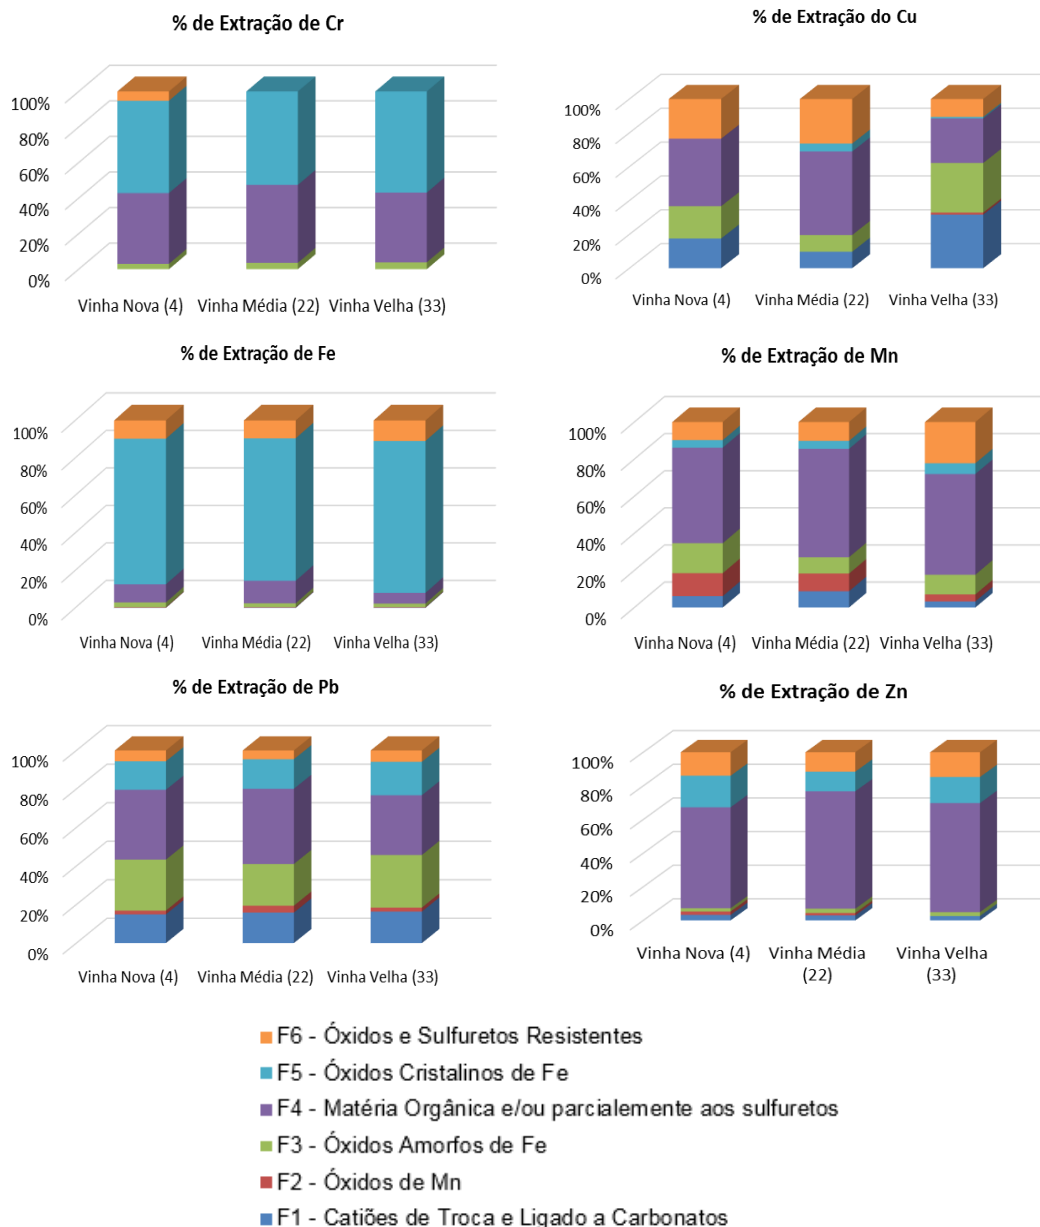 % de Extração de Cr
100%
80%
60%
40%
20%
0%
Vinha Nova (4) Vinha Média (22) Vinha Velha (33)
% de Extração do Cu
100%
80%
60%
40%
20%
0%
Vinha Nova (4) Vinha Média (22) Vinha Velha (33)
% de Extração de Fe
100%
80%
60%
40%
20%
0%
Vinha Nova (4) Vinha Média (22) Vinha Velha (33)
% de Extração de Mn
100%
80%
60%
40%
20%
0%
Vinha Nova (4) Vinha Média (22) Vinha Velha (33)
% de Extração de Pb
100%
80%
60%
40%
20%
0%
Vinha Nova (4) Vinha Média (22) Vinha Velha (33)
% de Extração de Zn
100%
80%
60%
40%
20%
0%
Vinha Nova (4) Vinha Média Vinha Velha
(22) (33)
F6 - Óxidos e Sulfuretos Resistentes
F5 - Óxidos Cristalinos de Fe
F4 - Matéria Orgânica e/ou parcialemente aos sulfuretos
F3 - Óxidos Amorfos de Fe
F2 - Óxidos de Mn
F1 - Catiões de Troca e Ligado a Carbonatos